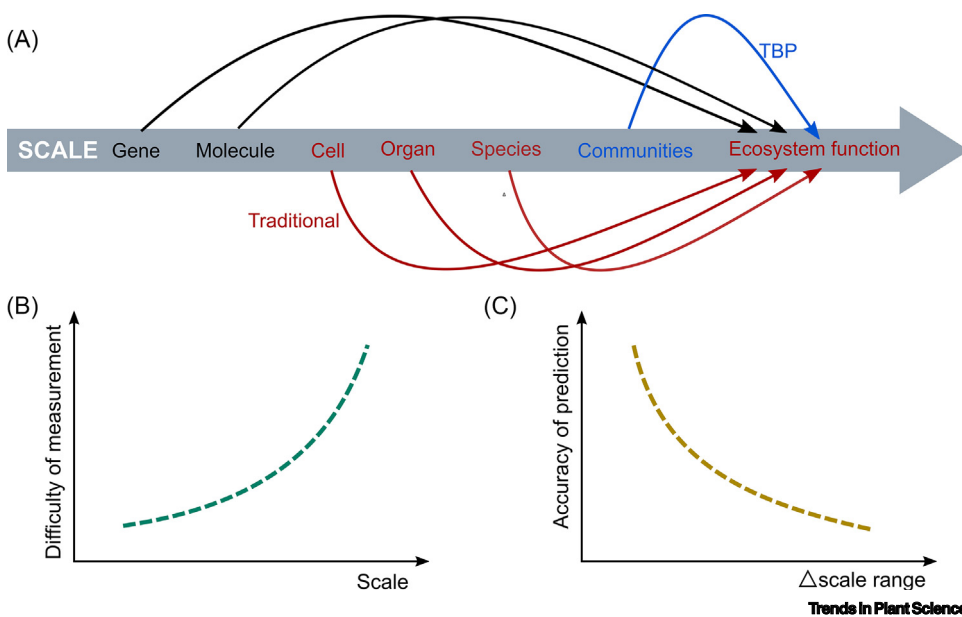 (A)
TBP
SCALE Gene Molecule Cell Organ Species Communities Ecosystem function
Traditional
(B)
Difficulty of measurement
Scale
(C)
Accuracy of prediction
△scale range
Trends in Plant Science